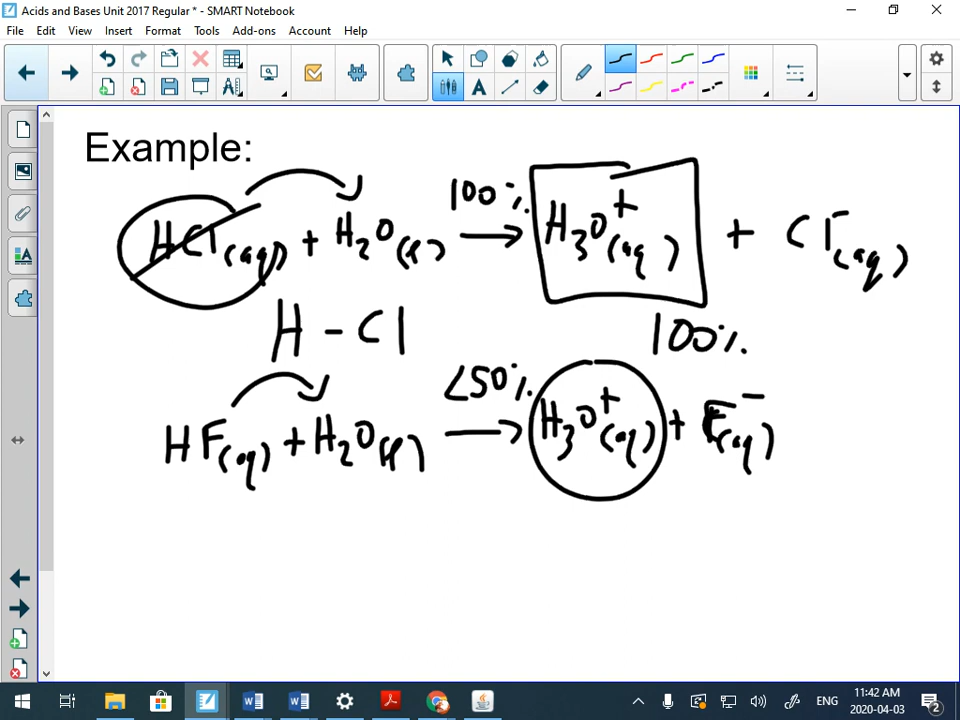 Acids and Bases Unit 2017 Regular * - SMART Notebook
File Edit View Insert Format Tools Add-ons Account Help
Example:
100%
HCl(aq) + H₂O(l) → H₃O⁺(aq) + Cl⁻(aq)
H - Cl
100%
<50%
HF(aq) + H₂O(l) → H₃O⁺(aq) + F⁻(aq)
ENG
11:42 AM
2020-04-03
2